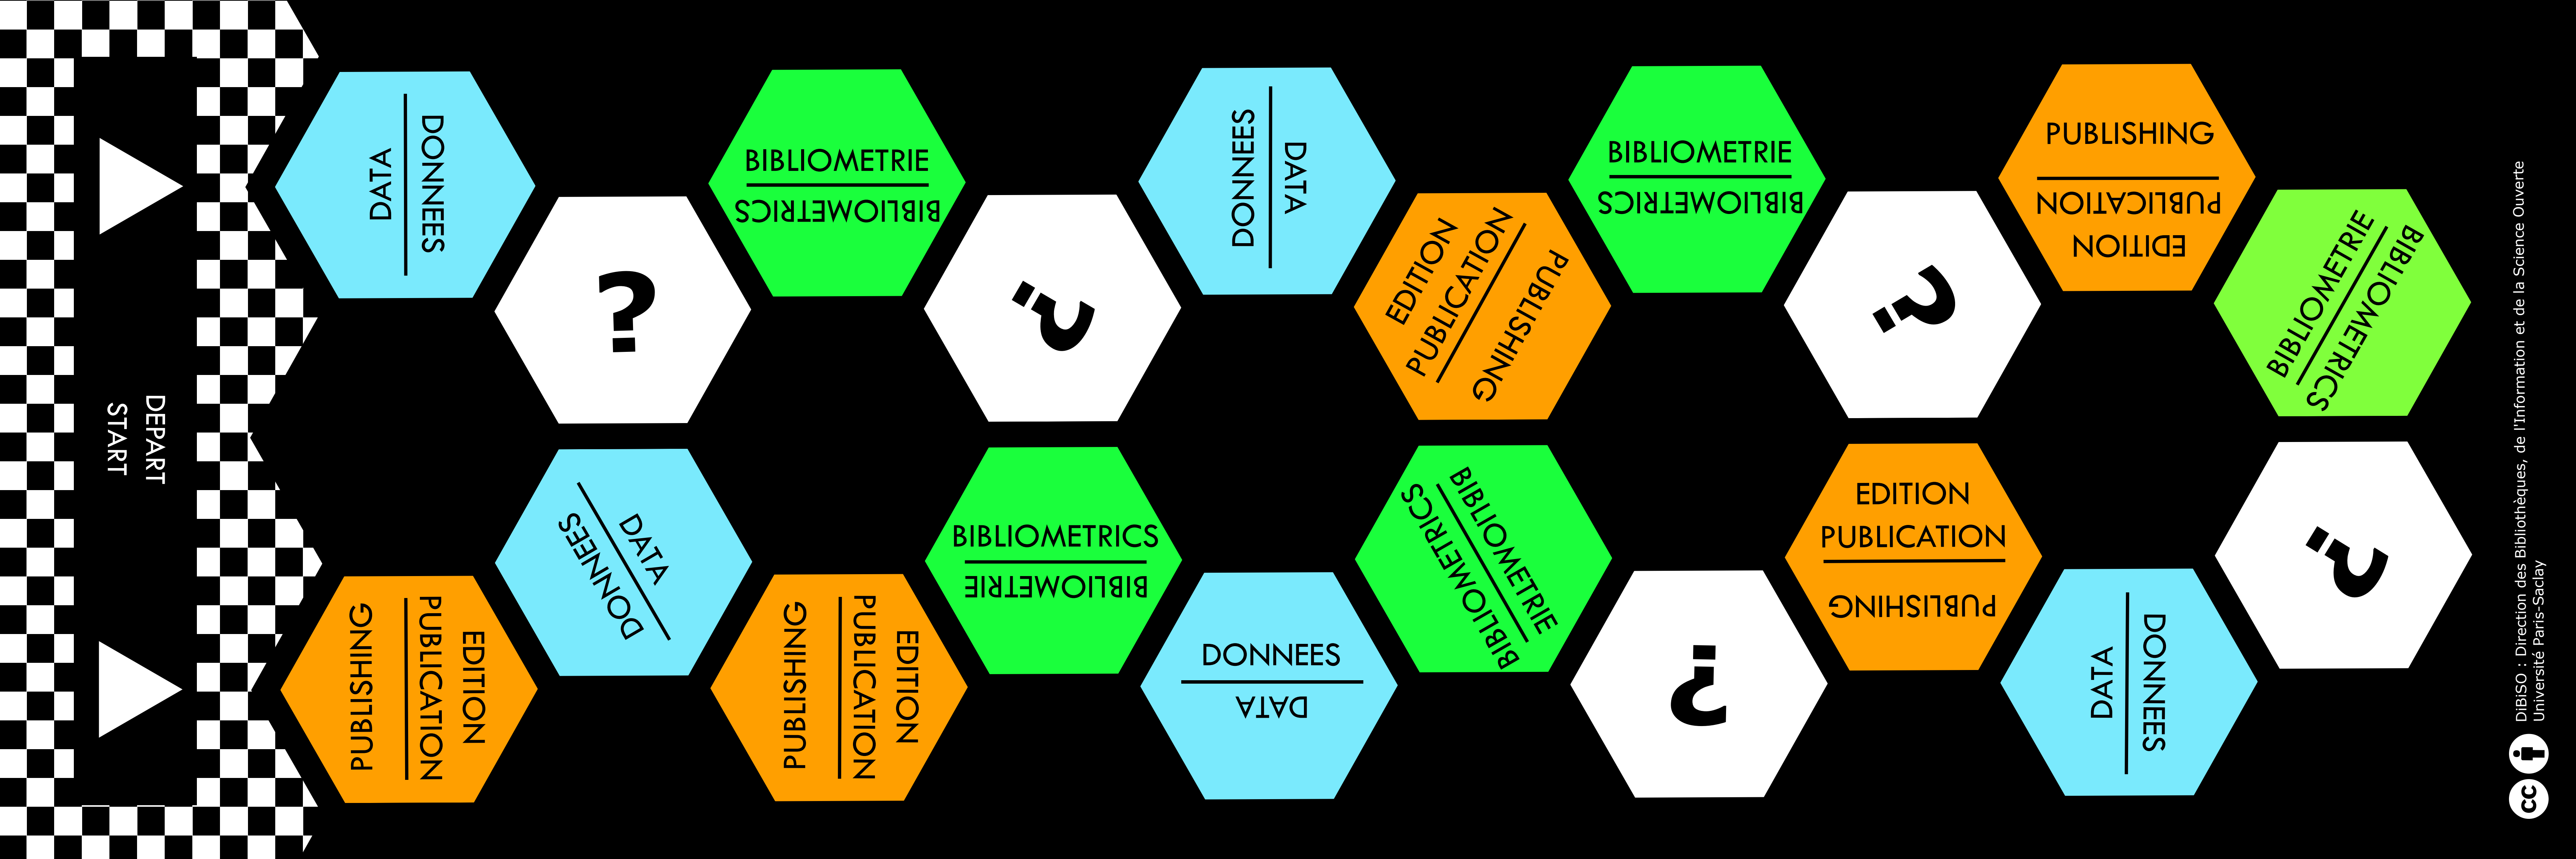 DEPART
START
DONNEES
DATA
?
BIBLIOMETRIE
BIBLIOMETRICS
?
DONNEES
DATA
EDITION
PUBLICATION
PUBLISHING
BIBLIOMETRIE
BIBLIOMETRICS
?
PUBLISHING
EDITION
PUBLICATION
BIBLIOMETRIE
BIBLIOMETRICS
EDITION
PUBLICATION
PUBLISHING
DATA
DONNEES
EDITION
PUBLICATION
PUBLISHING
BIBLIOMETRICS
BIBLIOMETRIE
DONNEES
DATA
BIBLIOMETRIE
BIBLIOMETRICS
?
EDITION
PUBLICATION
PUBLISHING
DONNEES
DATA
?
DiBiSO : Direction des Bibliothèques, de l'Information et de la Science Ouverte
Université Paris-Saclay
cc